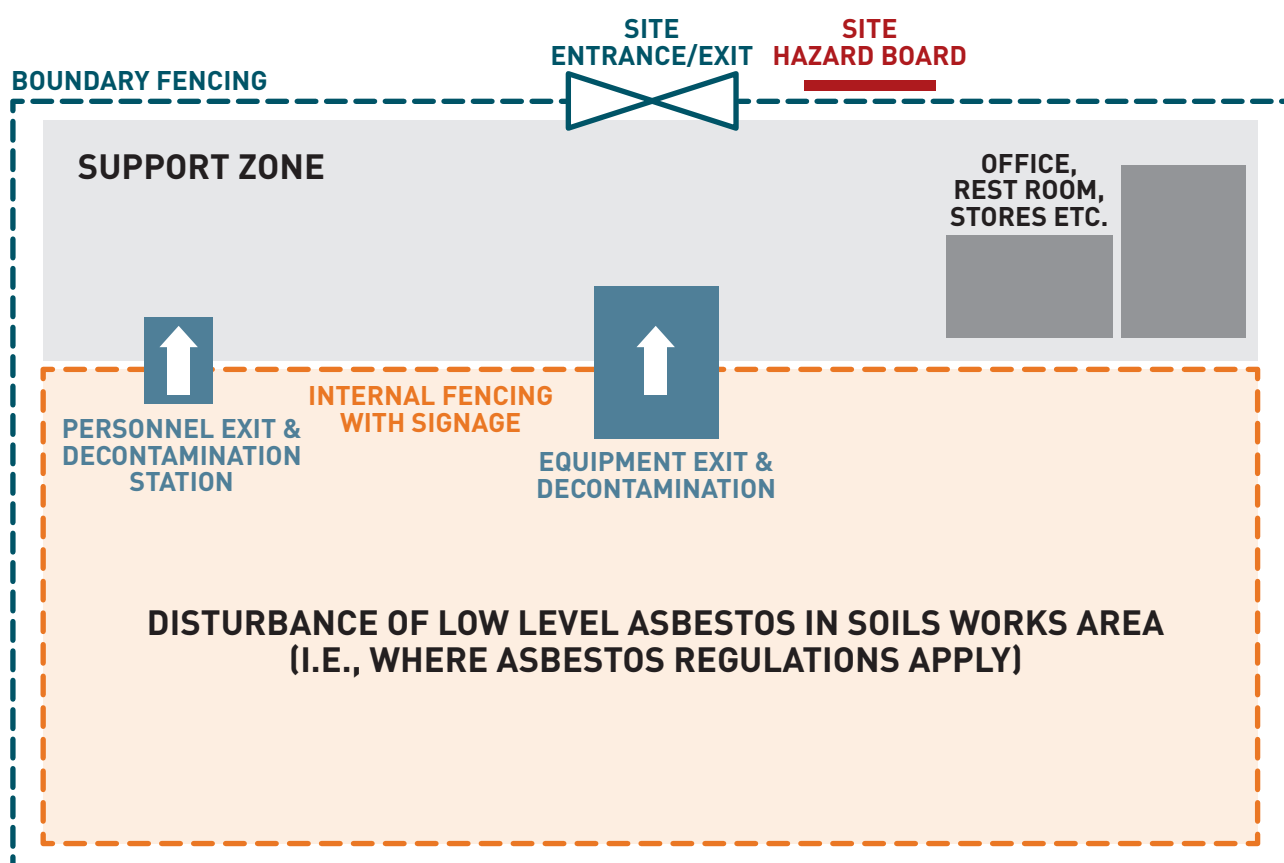 SITE
ENTRANCE/EXIT
SITE
HAZARD BOARD
BOUNDARY FENCING
SUPPORT ZONE
OFFICE,
REST ROOM,
STORES ETC.
INTERNAL FENCING
WITH SIGNAGE
PERSONNEL EXIT &
DECONTAMINATION
STATION
EQUIPMENT EXIT &
DECONTAMINATION
DISTURBANCE OF LOW LEVEL ASBESTOS IN SOILS WORKS AREA
(I.E., WHERE ASBESTOS REGULATIONS APPLY)